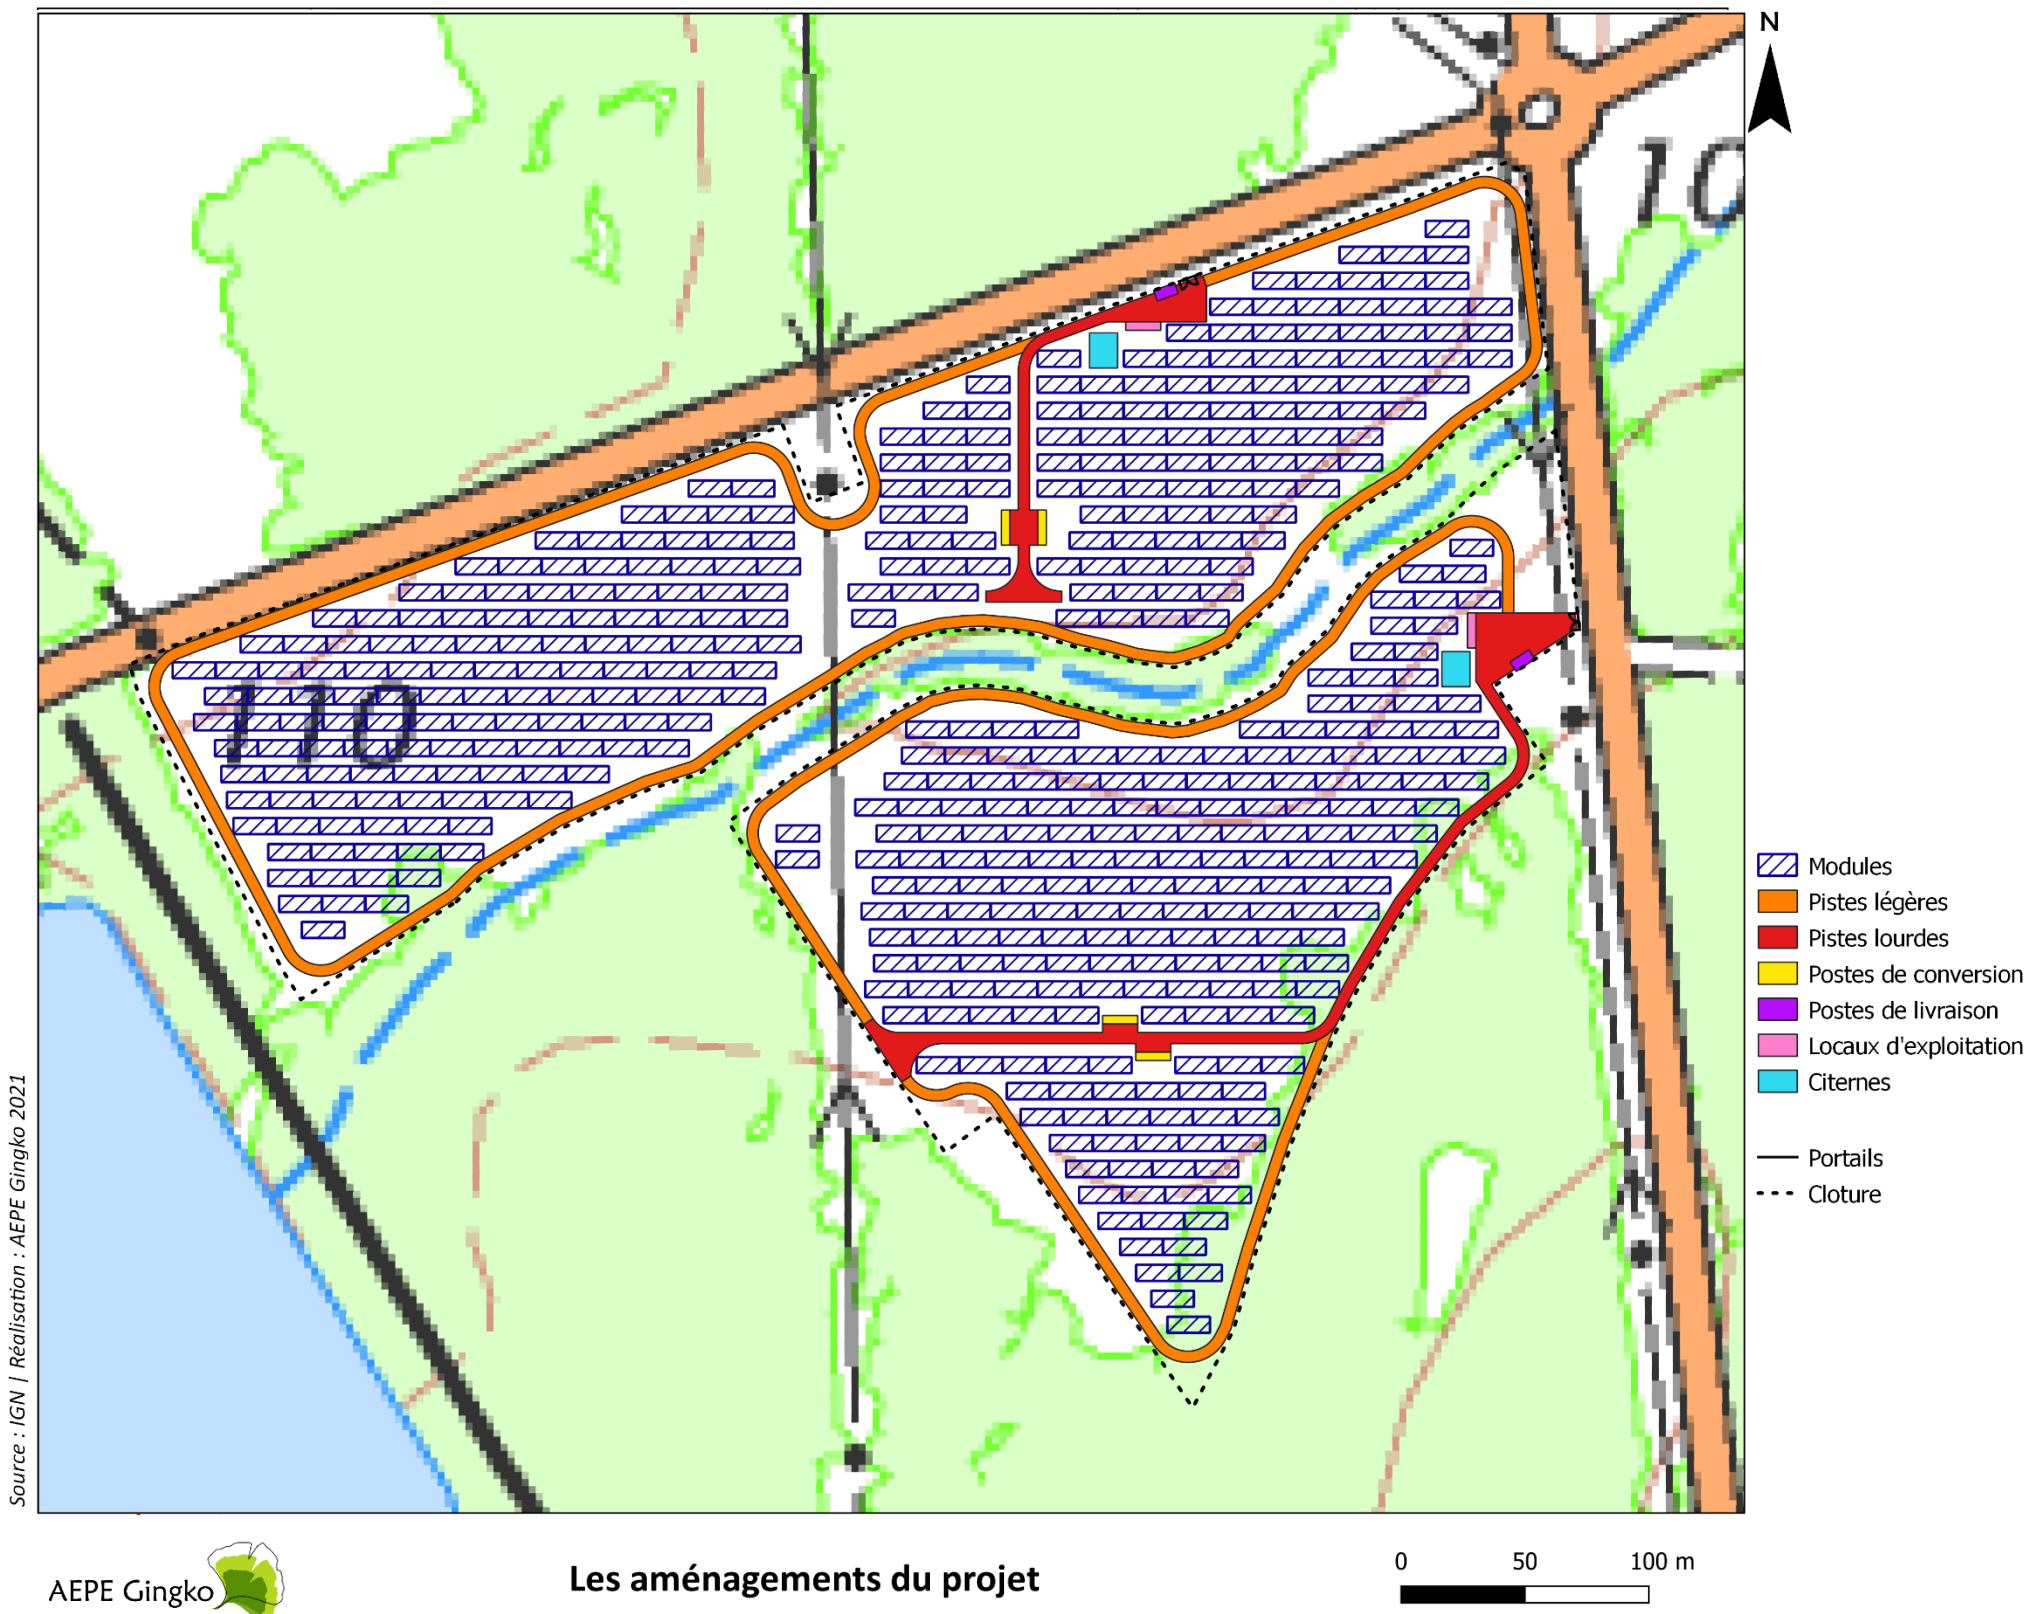 N
10
110
Modules
Pistes légères
Pistes lourdes
Postes de conversion
Postes de livraison
Locaux d'exploitation
Citernes
Portails
Cloture
Source : IGN | Réalisation : AEPE Gingko 2021
AEPE Gingko
Les aménagements du projet
0 50 100 m